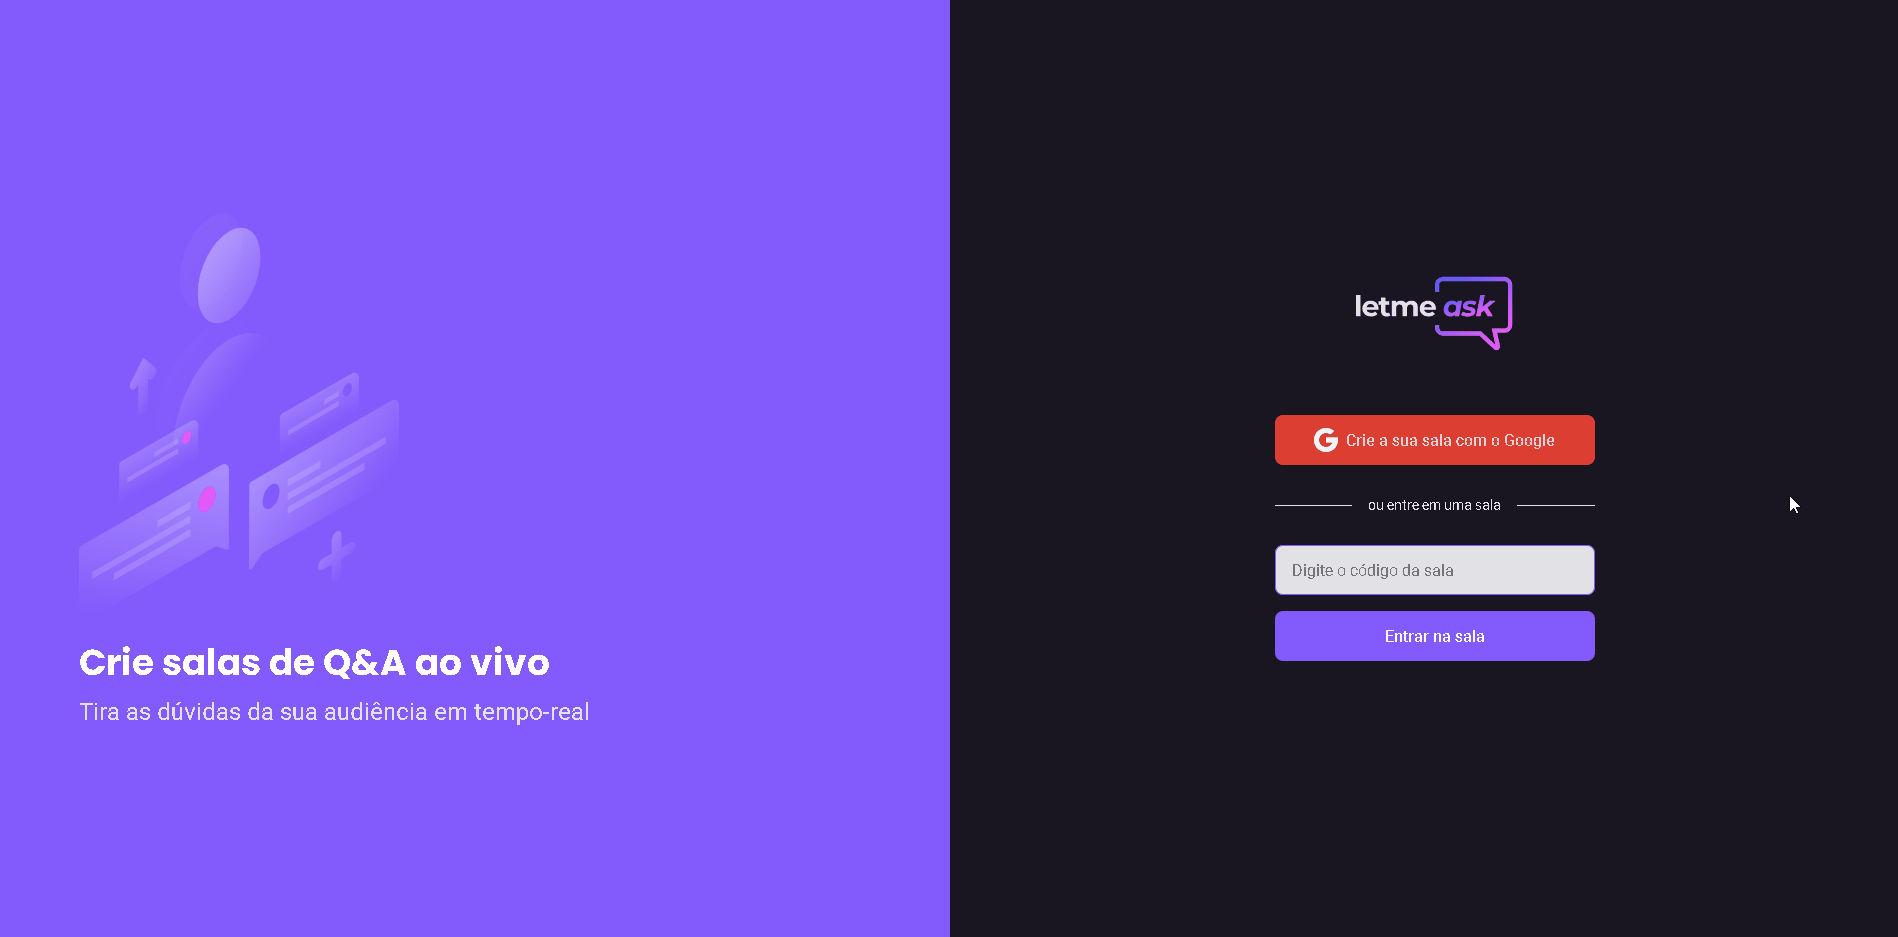 Crie salas de Q&A ao vivo
Tira as dúvidas da sua audiência em tempo-real
letme ask
Crie a sua sala com o Google
ou entre em uma sala
Digite o código da sala
Entrar na sala